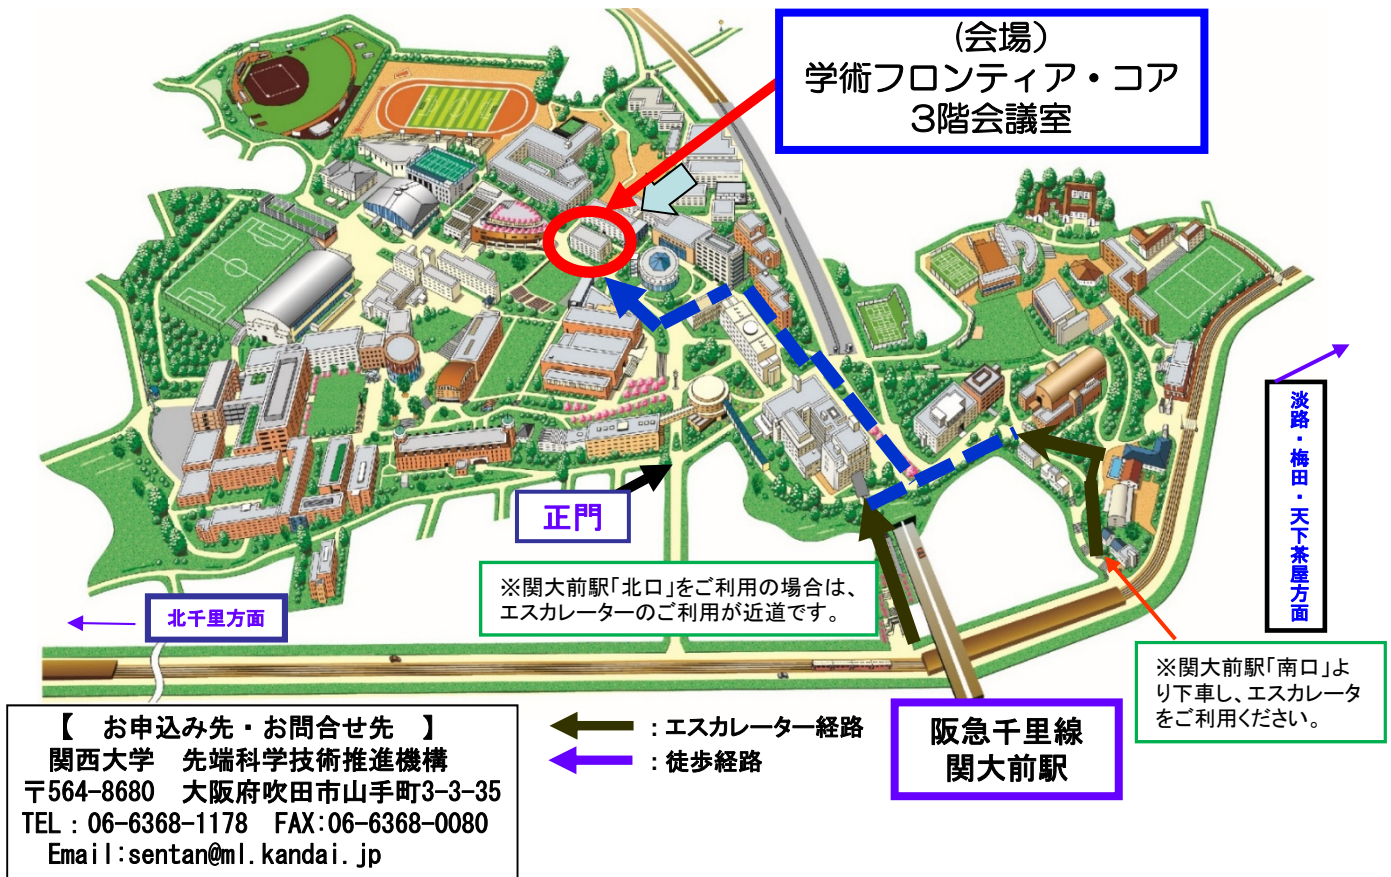 (会場)
学術フロンティア・コア
3階会議室
淡路・梅田・天下茶屋方面
正門
※関大前駅「北口」をご利用の場合は、
エスカレーターのご利用が近道です。
北千里方面
※関大前駅「南口」よ
り下車し、エスカレータ
をご利用ください。
【 お申込み先・お問合せ先 】
関西大学 先端科学技術推進機構
〒564-8680 大阪府吹田市山手町3-3-35
TEL：06-6368-1178 FAX:06-6368-0080
Email:sentan@ml.kandai.jp
：エスカレーター経路
：徒歩経路
阪急千里線
関大前駅